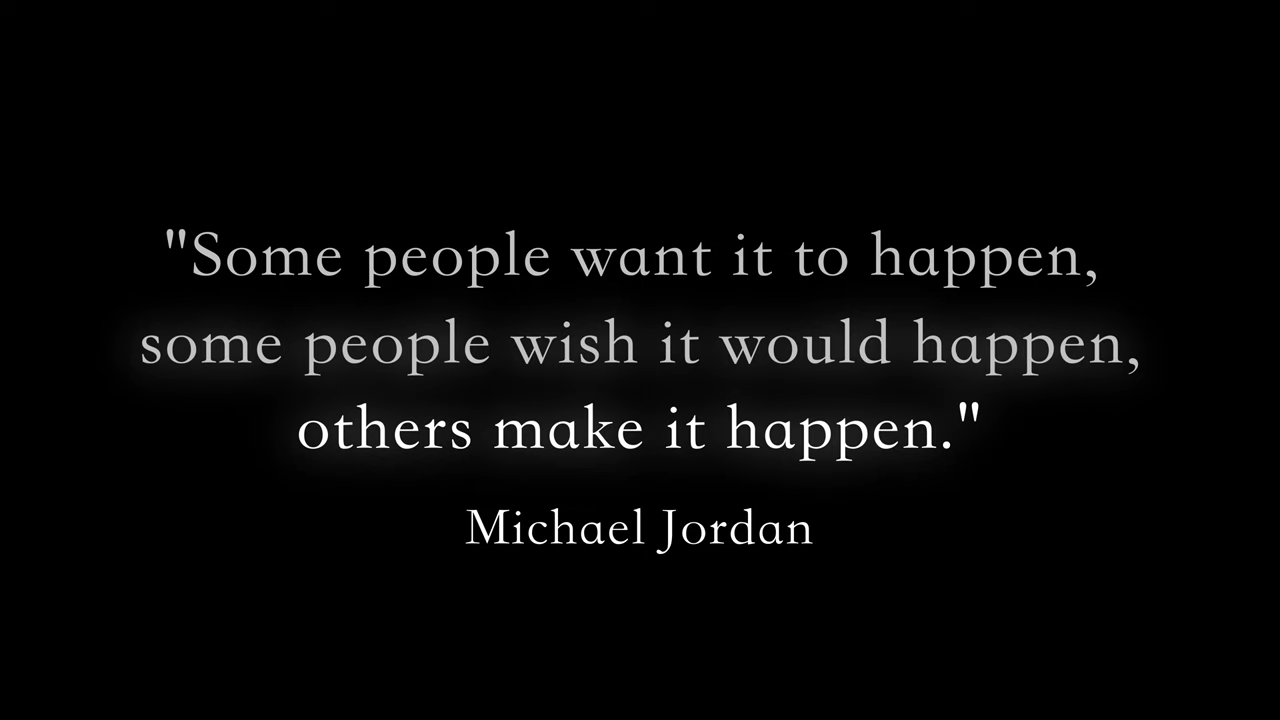 "Some people want it to happen,
some people wish it would happen,
others make it happen."
Michael Jordan